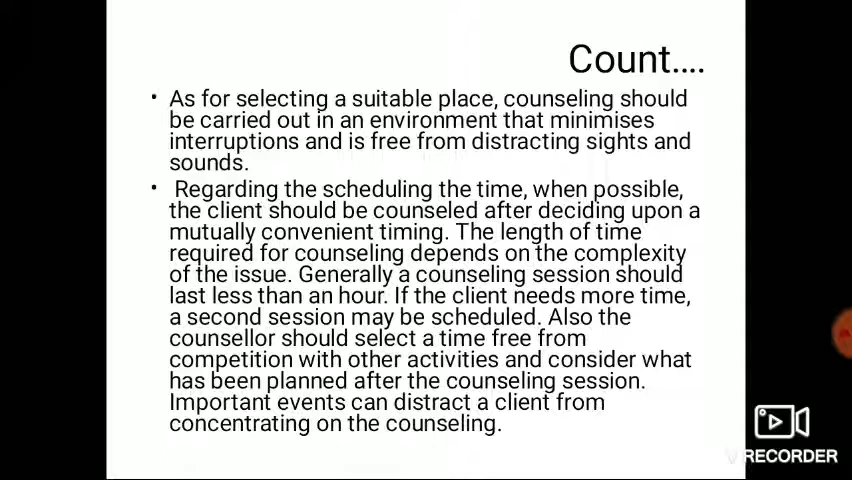 Count....
• As for selecting a suitable place, counseling should
be carried out in an environment that minimises
interruptions and is free from distracting sights and
sounds.
• Regarding the scheduling the time, when possible,
the client should be counseled after deciding upon a
mutually convenient timing. The length of time
required for counseling depends on the complexity
of the issue. Generally a counseling session should
last less than an hour. If the client needs more time,
a second session may be scheduled. Also the
counsellor should select a time free from
competition with other activities and consider what
has been planned after the counseling session.
Important events can distract a client from
concentrating on the counseling.
V RECORDER